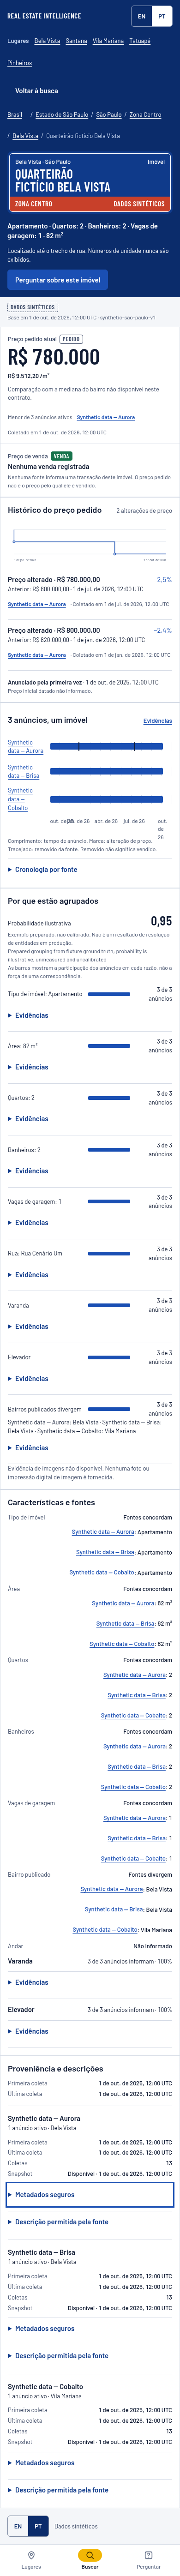 REAL ESTATE INTELLIGENCE
EN PT
Lugares Bela Vista Santana Vila Mariana Tatuapé
Pinheiros
Voltar à busca
Brasil / Estado de São Paulo / São Paulo / Zona Centro
/ Bela Vista / Quarteirão fictício Bela Vista
Bela Vista · São Paulo Imóvel
QUARTEIRÃO
FICTÍCIO BELA VISTA
ZONA CENTRO DADOS SINTÉTICOS
Apartamento · Quartos: 2 · Banheiros: 2 · Vagas de
garagem: 1 · 82 m²
Localizado até o trecho de rua. Números de unidade nunca são
exibidos.
Perguntar sobre este imóvel
DADOS SINTÉTICOS
Base em 1 de out. de 2026, 12:00 UTC · synthetic-sao-paulo-v1
Preço pedido atual PEDIDO
R$ 780.000
R$ 9.512,20 /m²
Comparação com a mediana do bairro não disponível neste
contrato.
Menor de 3 anúncios ativos Synthetic data — Aurora
Coletado em 1 de out. de 2026, 12:00 UTC
Preço de venda VENDA
Nenhuma venda registrada
Nenhuma fonte informa uma transação deste imóvel. O preço pedido
não é o preço pelo qual ele é vendido.
Histórico do preço pedido 2 alterações de preço
Preço alterado · R$ 780.000,00 −2,5%
Anterior: R$ 800.000,00 · 1 de jul. de 2026, 12:00 UTC
Synthetic data — Aurora · Coletado em 1 de jul. de 2026, 12:00 UTC
Preço alterado · R$ 800.000,00 −2,4%
Anterior: R$ 820.000,00 · 1 de jan. de 2026, 12:00 UTC
Synthetic data — Aurora · Coletado em 1 de jan. de 2026, 12:00 UTC
Anunciado pela primeira vez · 1 de out. de 2025, 12:00 UTC
Preço inicial datado não informado.
3 anúncios, um imóvel Evidências
Synthetic
data — Aurora
Synthetic
data — Brisa
Synthetic
data —
Cobalto
abr. de 26 jul. de 26 out.
de
26
Comprimento: tempo de anúncio. Marca: alteração de preço.
Tracejado: removido da fonte. Removido não significa vendido.
Cronologia por fonte
Por que estão agrupados
Probabilidade ilustrativa 0,95
Exemplo preparado, não calibrado. Não é um resultado de resolução
de entidades em produção.
Prepared grouping from fixture ground truth; probability is
illustrative, unmeasured and uncalibrated
As barras mostram a participação dos anúncios em cada razão, não a
força de uma correspondência.
Tipo de imóvel: Apartamento 3 de 3
anúncios
Evidências
Área: 82 m² 3 de 3
anúncios
Evidências
Quartos: 2 3 de 3
anúncios
Evidências
Banheiros: 2 3 de 3
anúncios
Evidências
Vagas de garagem: 1 3 de 3
anúncios
Evidências
Rua: Rua Cenário Um 3 de 3
anúncios
Evidências
Varanda 3 de 3
anúncios
Evidências
Elevador 3 de 3
anúncios
Evidências
Bairros publicados divergem 3 de 3
anúncios
Synthetic data — Aurora: Bela Vista · Synthetic data — Brisa:
Bela Vista · Synthetic data — Cobalto: Vila Mariana
Evidências
Evidência de imagens não disponível. Nenhuma foto ou
impressão digital de imagem é fornecida.
Características e fontes
Tipo de imóvel Fontes concordam
Synthetic data — Aurora: Apartamento
Synthetic data — Brisa: Apartamento
Synthetic data — Cobalto: Apartamento
Área Fontes concordam
Synthetic data — Aurora: 82 m²
Synthetic data — Brisa: 82 m²
Synthetic data — Cobalto: 82 m²
Quartos Fontes concordam
Synthetic data — Aurora: 2
Synthetic data — Brisa: 2
Synthetic data — Cobalto: 2
Banheiros Fontes concordam
Synthetic data — Aurora: 2
Synthetic data — Brisa: 2
Synthetic data — Cobalto: 2
Vagas de garagem Fontes concordam
Synthetic data — Aurora: 1
Synthetic data — Brisa: 1
Synthetic data — Cobalto: 1
Bairro publicado Fontes divergem
Synthetic data — Aurora: Bela Vista
Synthetic data — Brisa: Bela Vista
Synthetic data — Cobalto: Vila Mariana
Andar Não informado
Varanda 3 de 3 anúncios informam · 100%
Evidências
Elevador 3 de 3 anúncios informam · 100%
Evidências
Proveniência e descrições
Primeira coleta 1 de out. de 2025, 12:00 UTC
Última coleta 1 de out. de 2026, 12:00 UTC
Synthetic data — Aurora
1 anúncio ativo · Bela Vista
Primeira coleta 1 de out. de 2025, 12:00 UTC
Última coleta 1 de out. de 2026, 12:00 UTC
Coletas 13
Snapshot Disponível · 1 de out. de 2026, 12:00 UTC
Metadados seguros
Descrição permitida pela fonte
Synthetic data — Brisa
1 anúncio ativo · Bela Vista
Primeira coleta 1 de out. de 2025, 12:00 UTC
Última coleta 1 de out. de 2026, 12:00 UTC
Coletas 13
Snapshot Disponível · 1 de out. de 2026, 12:00 UTC
Metadados seguros
Descrição permitida pela fonte
Synthetic data — Cobalto
1 anúncio ativo · Vila Mariana
Primeira coleta 1 de out. de 2025, 12:00 UTC
Última coleta 1 de out. de 2026, 12:00 UTC
Coletas 13
Snapshot Disponível · 1 de out. de 2026, 12:00 UTC
Metadados seguros
Descrição permitida pela fonte
EN PT Dados sintéticos
Lugares Buscar Perguntar